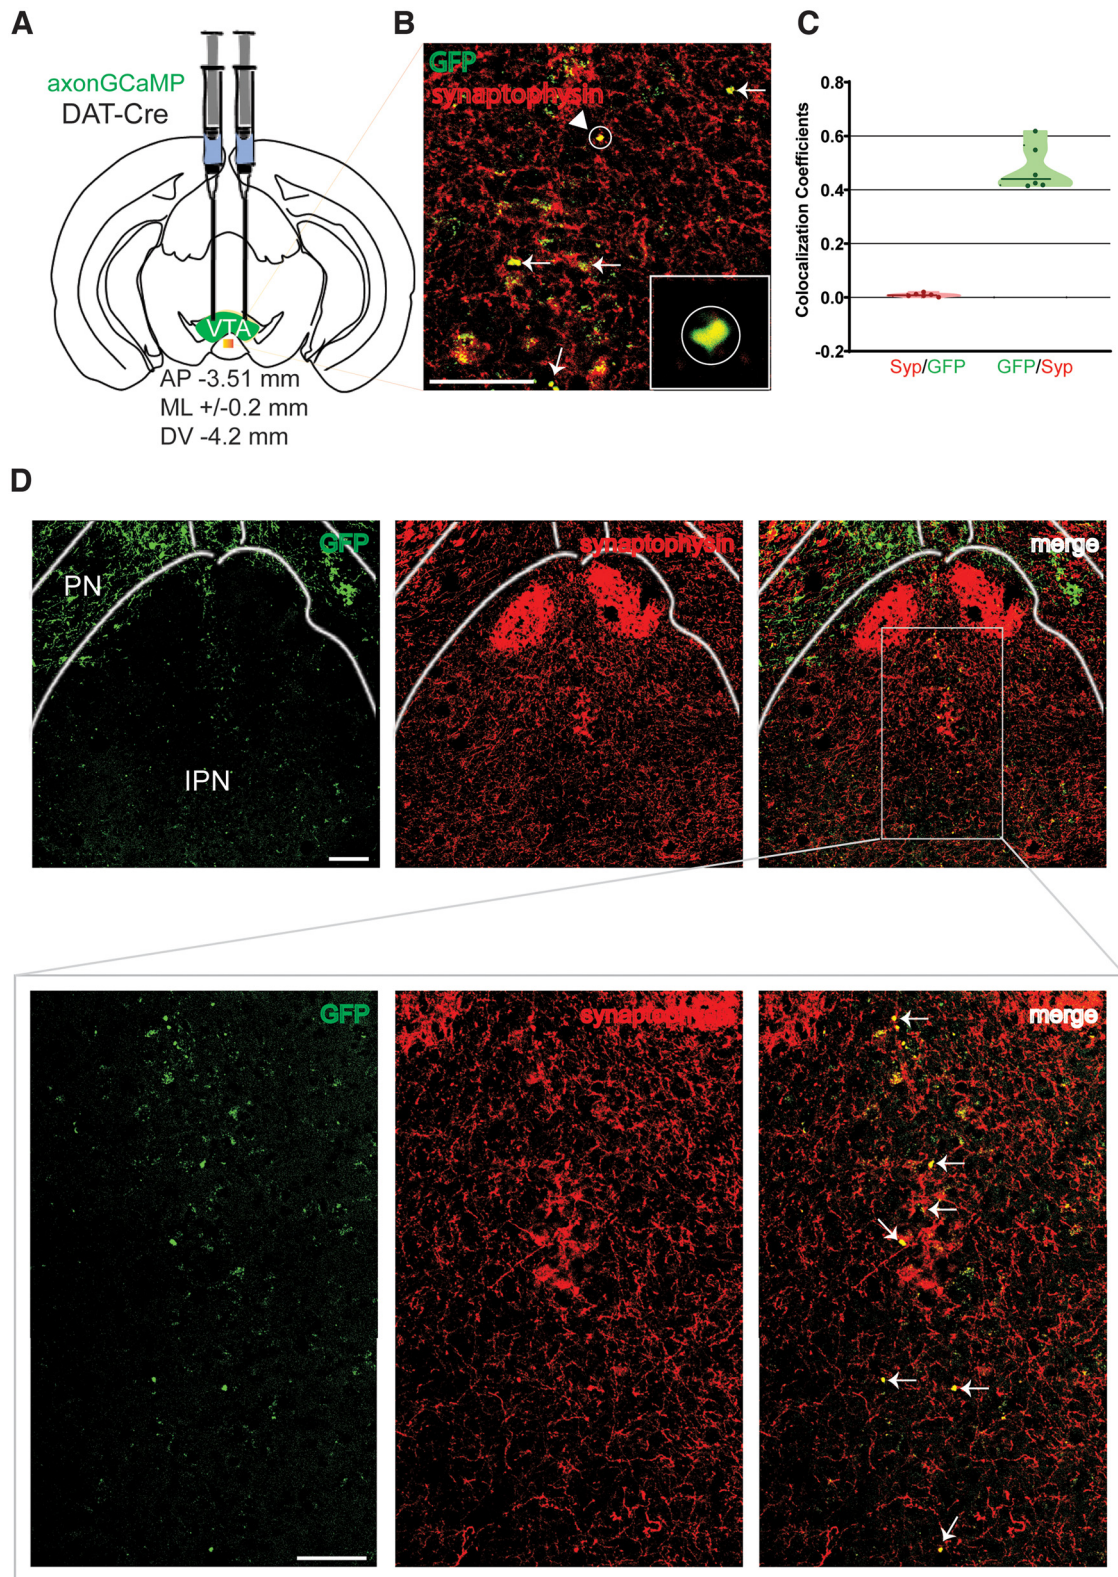 A
axonGCaMP
DAT-Cre
VTA
AP -3.51 mm
ML +/-0.2 mm
DV -4.2 mm
B
GFP
synaptophysin
C
Colocalization Coefficients
0.8
0.6
0.4
0.2
0.0
-0.2
Syp/GFP
GFP/Syp
D
GFP
PN
IPN
synaptophysin
merge
GFP
synaptophysin
merge